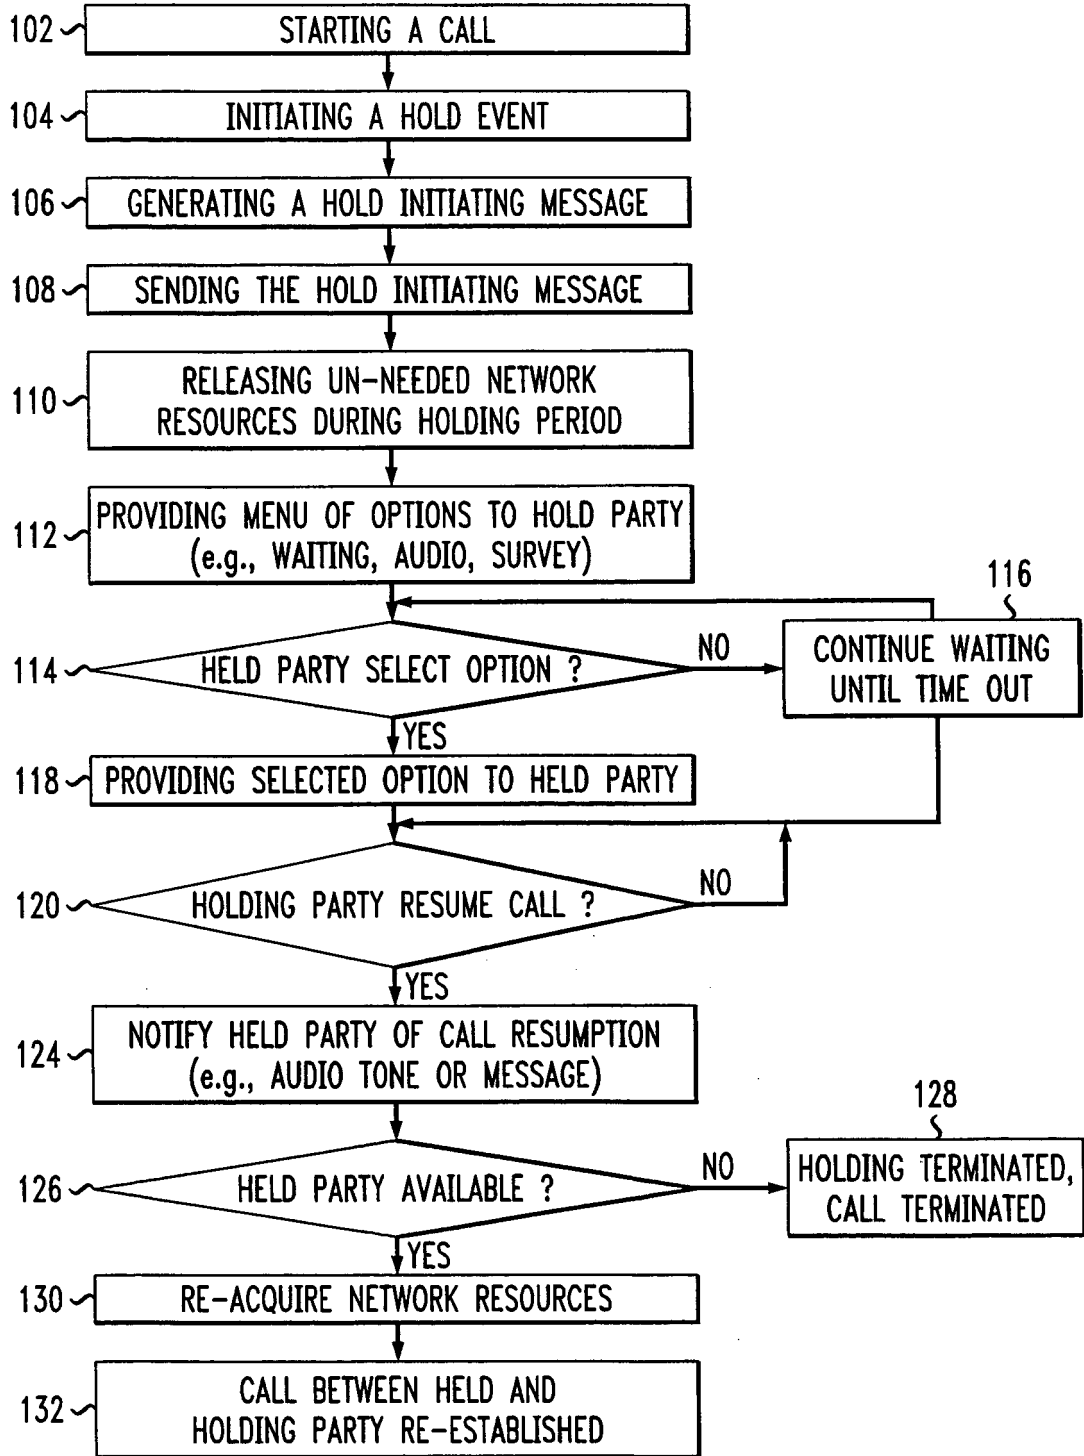 102 STARTING A CALL
104 INITIATING A HOLD EVENT
106 GENERATING A HOLD INITIATING MESSAGE
108 SENDING THE HOLD INITIATING MESSAGE
110 RELEASING UN-NEEDED NETWORK
RESOURCES DURING HOLDING PERIOD
112 PROVIDING MENU OF OPTIONS TO HOLD PARTY
(e.g., WAITING, AUDIO, SURVEY)
114 HELD PARTY SELECT OPTION ?
NO
116
CONTINUE WAITING
UNTIL TIME OUT
YES
118 PROVIDING SELECTED OPTION TO HELD PARTY
120 HOLDING PARTY RESUME CALL ?
NO
YES
124 NOTIFY HELD PARTY OF CALL RESUMPTION
(e.g., AUDIO TONE OR MESSAGE)
126 HELD PARTY AVAILABLE ?
NO
128
HOLDING TERMINATED,
CALL TERMINATED
YES
130 RE-ACQUIRE NETWORK RESOURCES
132 CALL BETWEEN HELD AND
HOLDING PARTY RE-ESTABLISHED